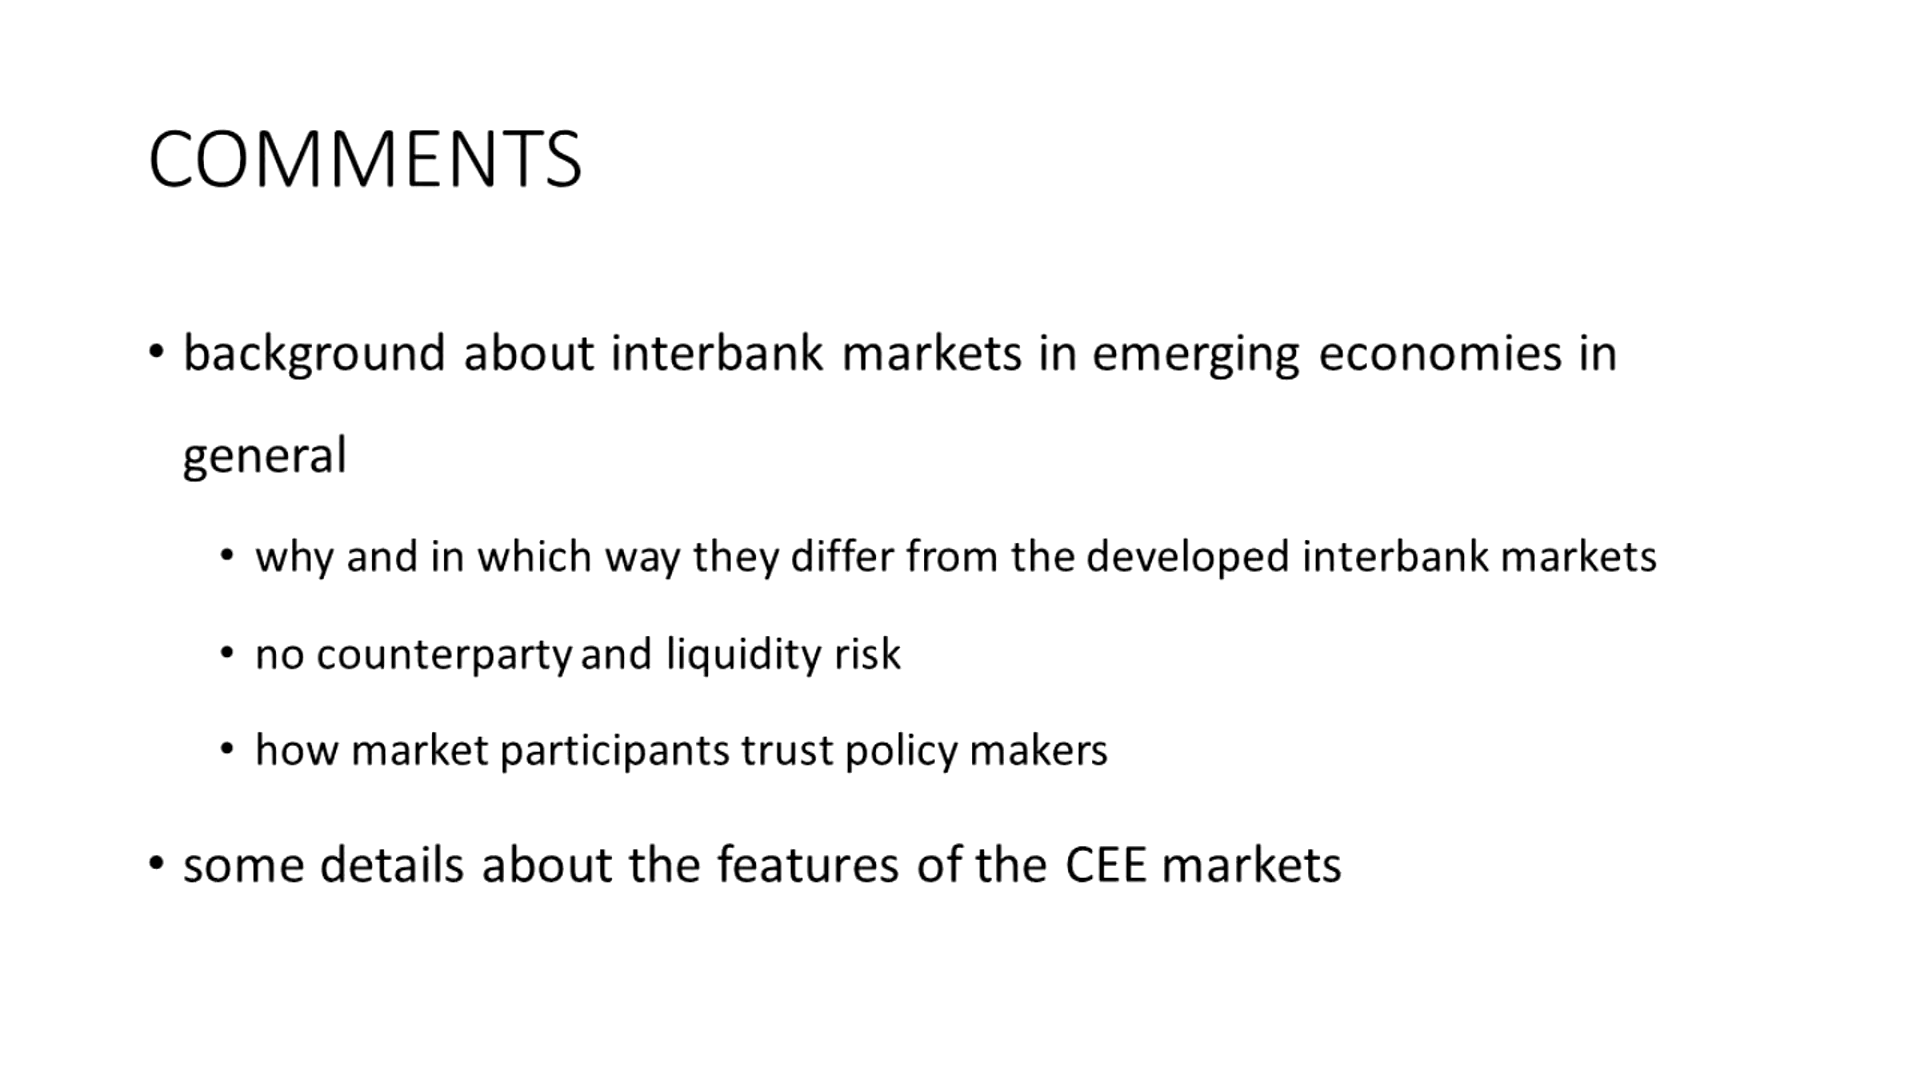 COMMENTS
• background about interbank markets in emerging economies in
general
• why and in which way they differ from the developed interbank markets
• no counterparty and liquidity risk
• how market participants trust policy makers
• some details about the features of the CEE markets